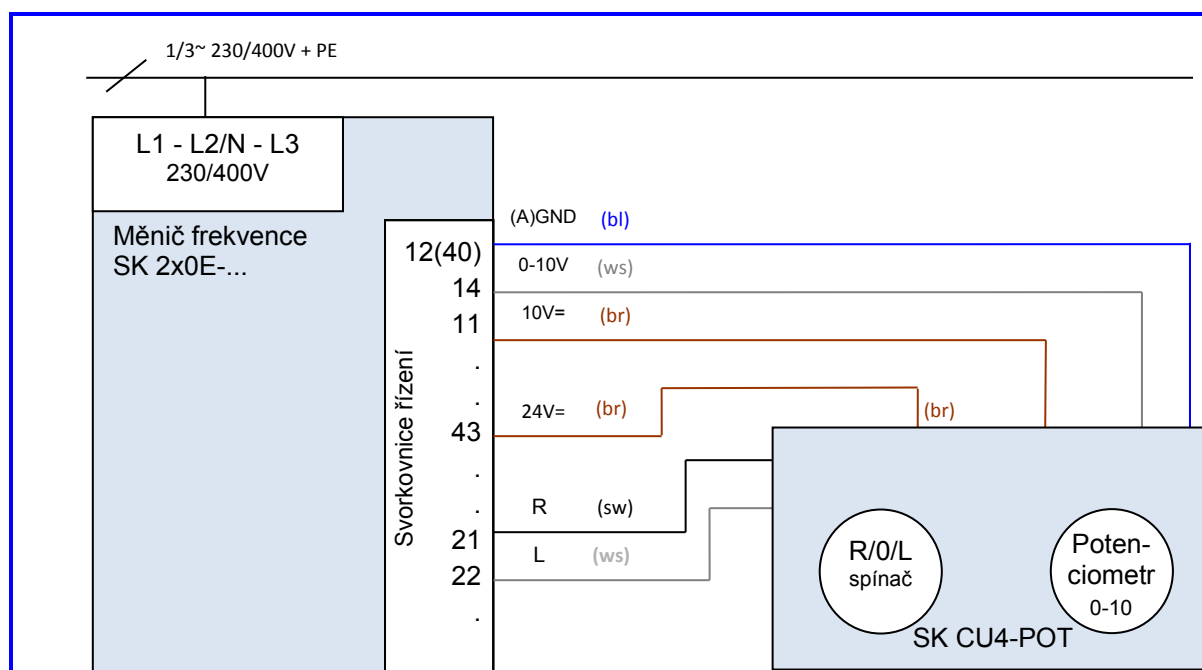 1/3~ 230/400V + PE
L1 - L2/N - L3
230/400V
Měnič frekvence
SK 2x0E-...
Svorkovnice řízení
12(40)
(A)GND (bl)
14
0-10V (ws)
11
10V= (br)
.
.
43
24V= (br)
(br)
.
.
21
R (sw)
22
L (ws)
.
R/0/L
spínač
Poten-
ciometr
0-10
SK CU4-POT